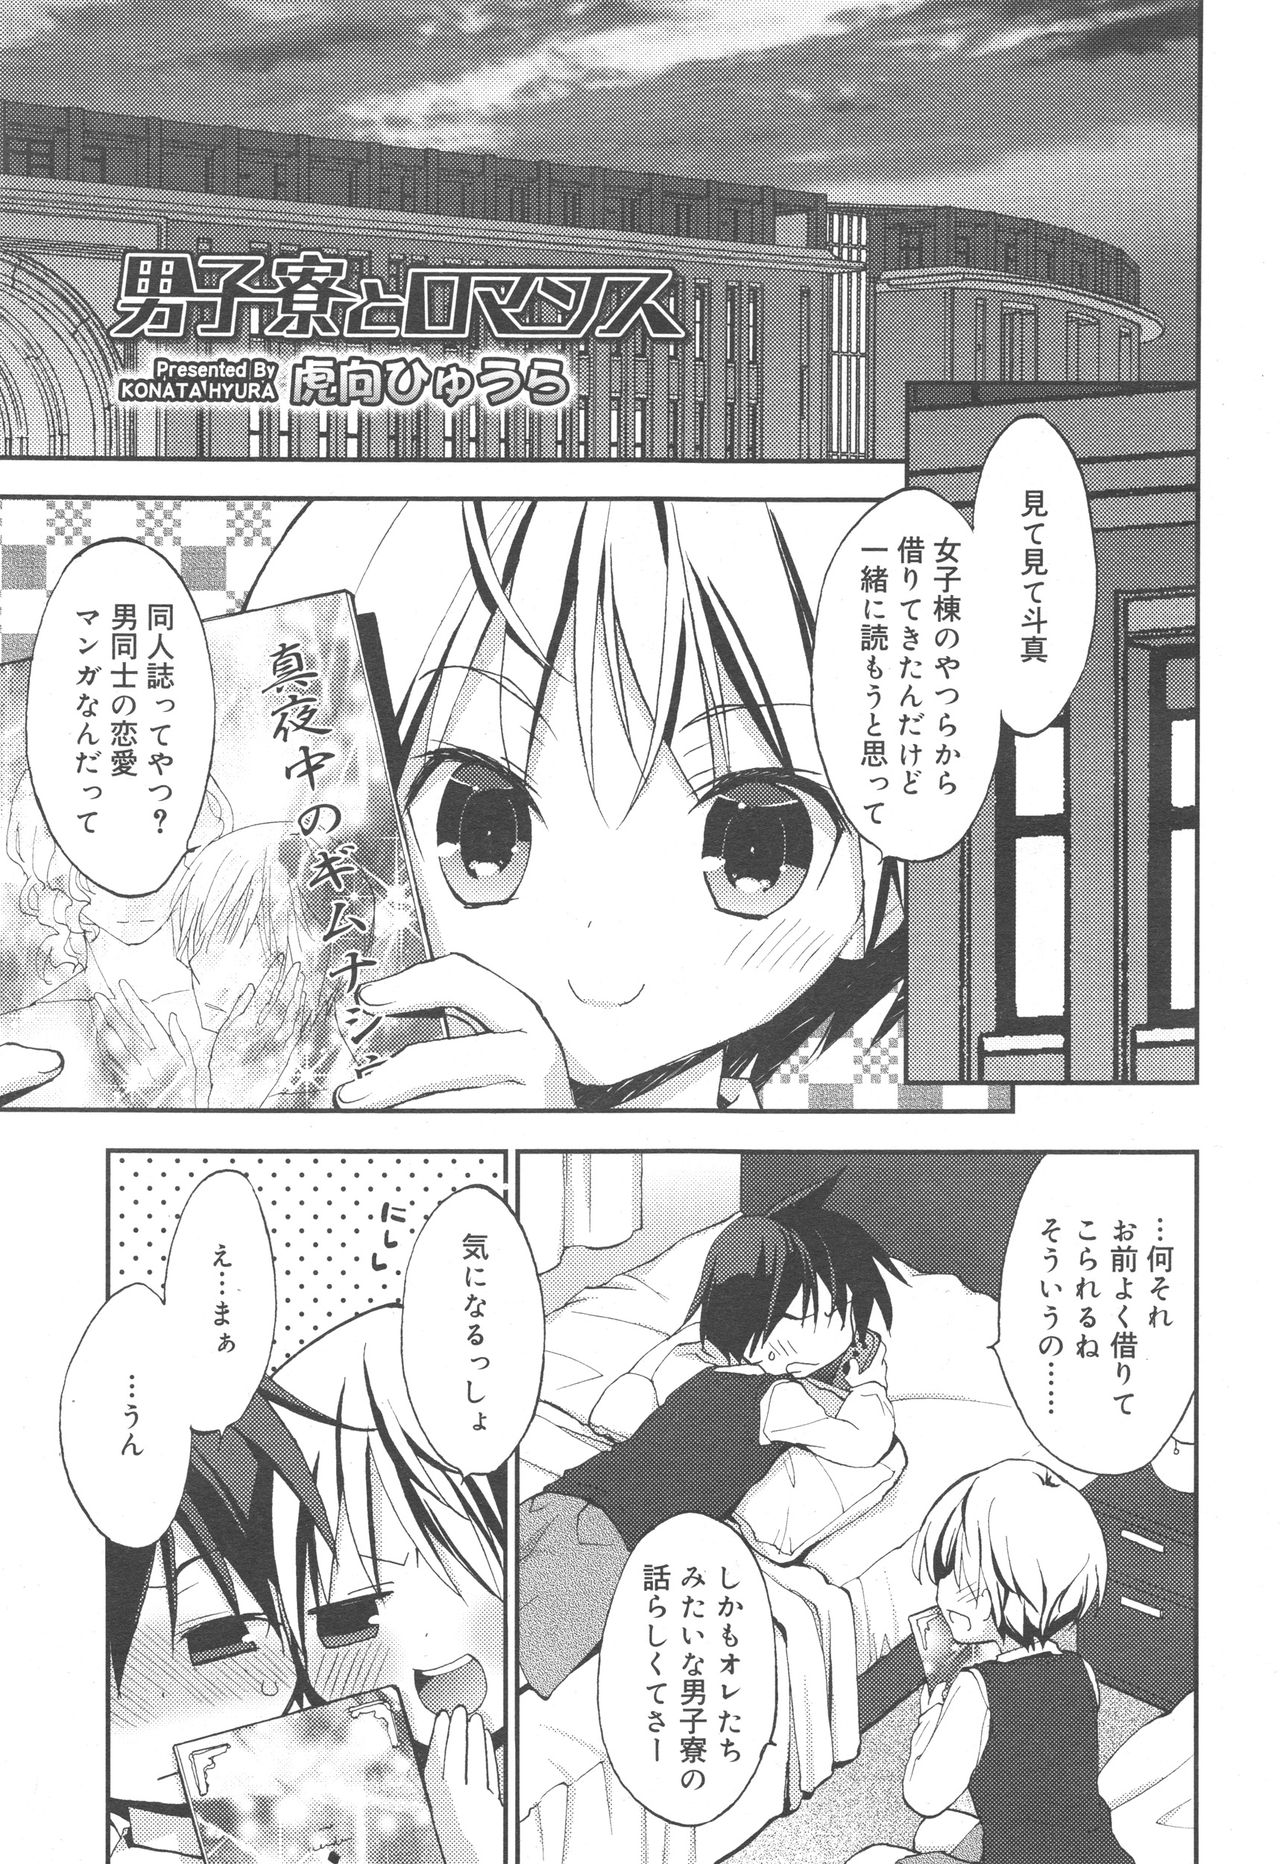 男子寮とロマンス
Presented By
KONATA HYURA
虎向ひゅうら
見て見て斗真
女子棟のやつらから
借りてきたんだけど
一緒に読もうと思って
真夜中のギムナジウ
同人誌ってやつ？
男同士の恋愛
マンガなんだって
…何それ
お前よく借りて
こられるね
そういうの……
しかもオレたち
みたいな男子寮の
話らしくてさー
気になるっしょ
にししっ
え…まぁ
…うん